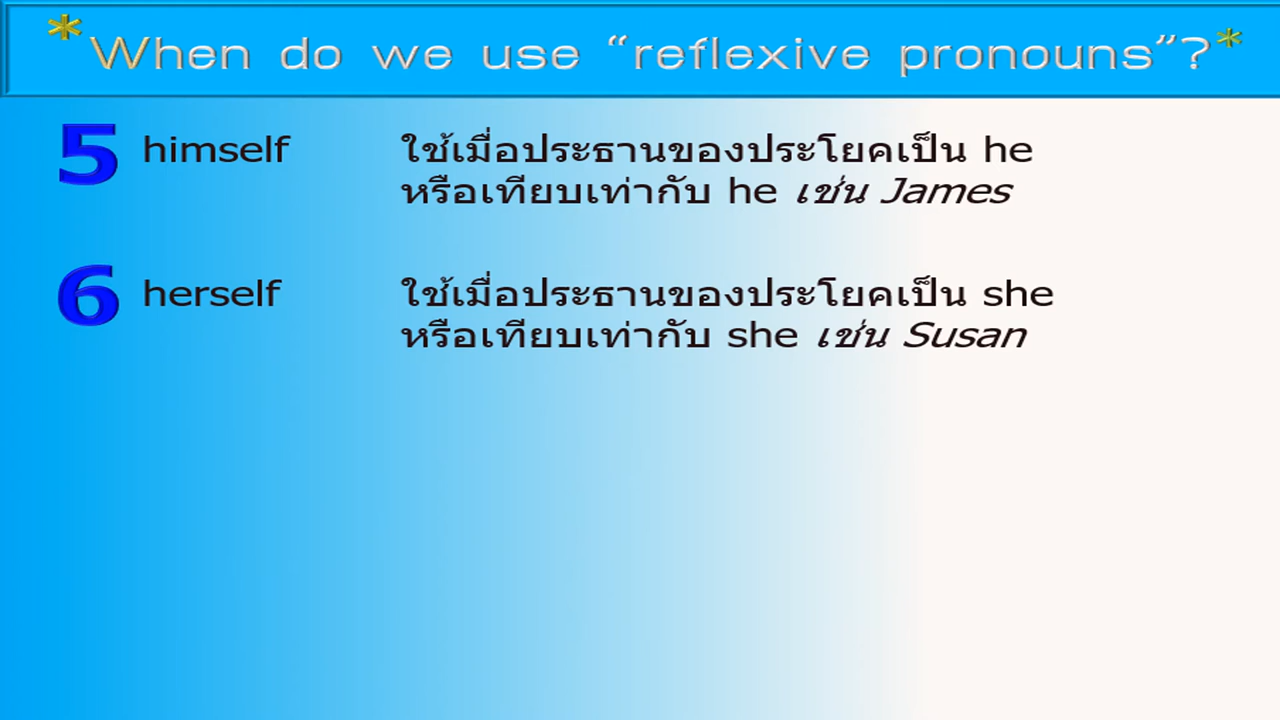 *When do we use “reflexive pronouns”?*
5 himself ใช้เมื่อประธานของประโยคเป็น he
หรือเทียบเท่ากับ he เช่น James
6 herself ใช้เมื่อประธานของประโยคเป็น she
หรือเทียบเท่ากับ she เช่น Susan